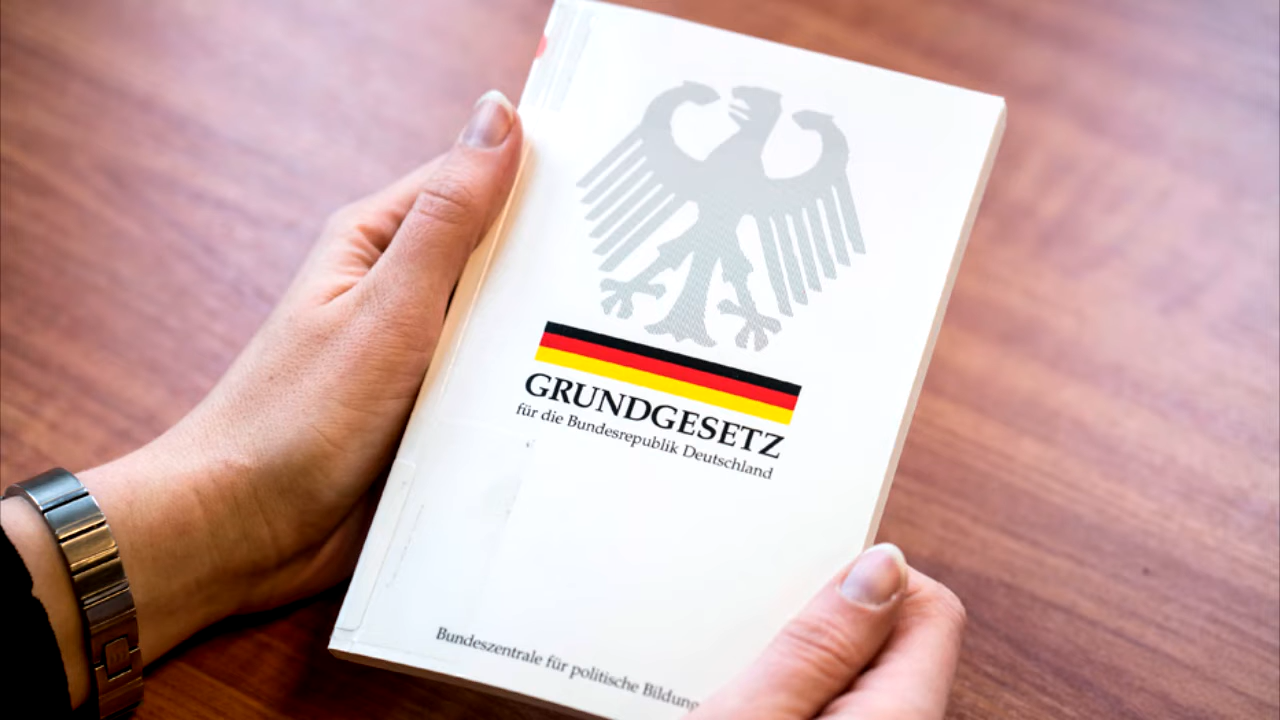 GRUNDGESETZ
für die Bundesrepublik Deutschland
Bundeszentrale für politische Bildung